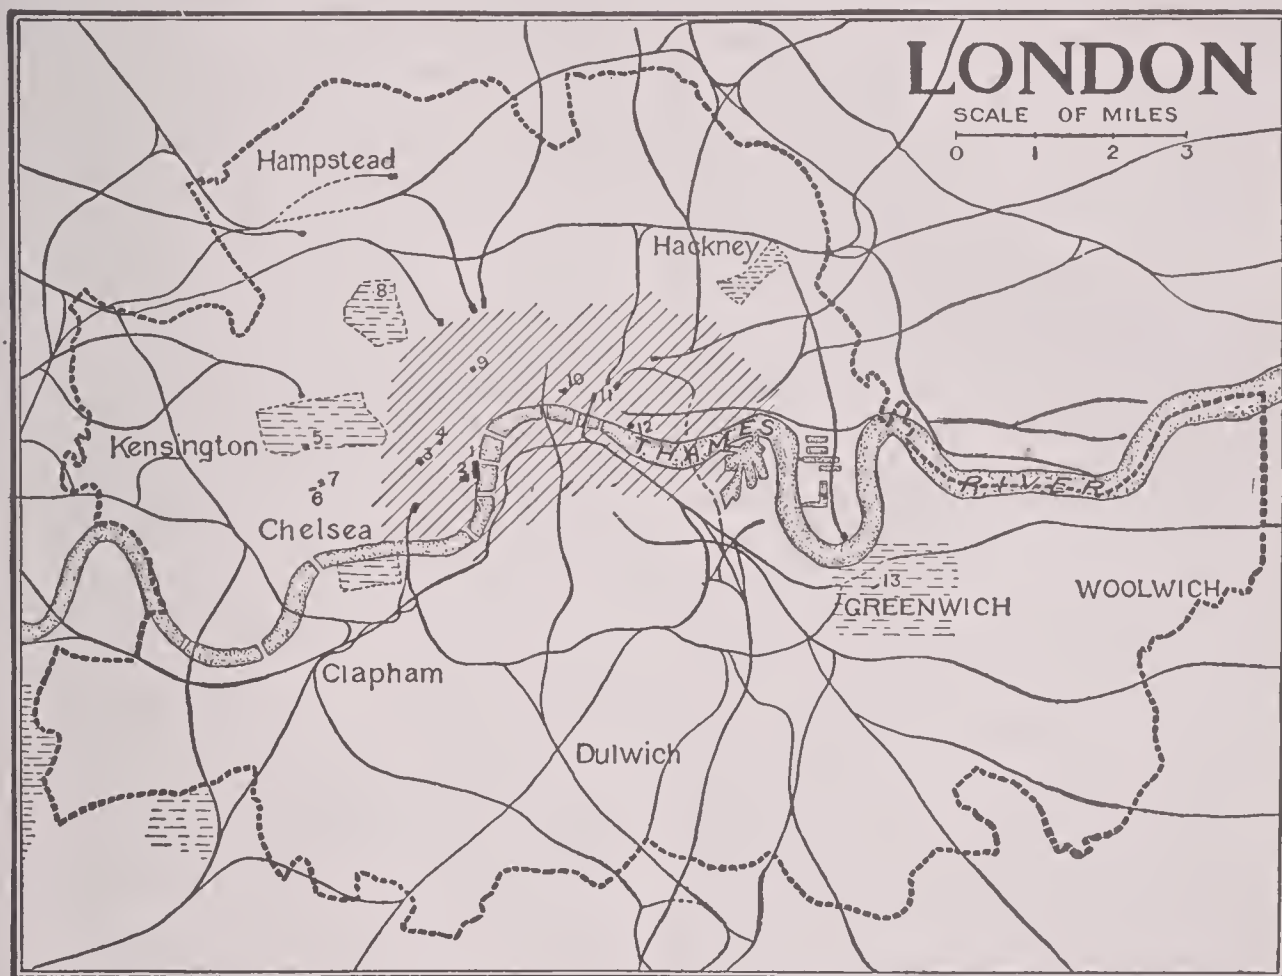 LONDON
SCALE OF MILES
0 1 2 3
Hampstead
Hackney
8
9
10
11
Kensington
5
4
3
1
2
12
THAMES
7
6
RIVER
Chelsea
13
WOOLWICH
GREENWICH
Clapham
Dulwich